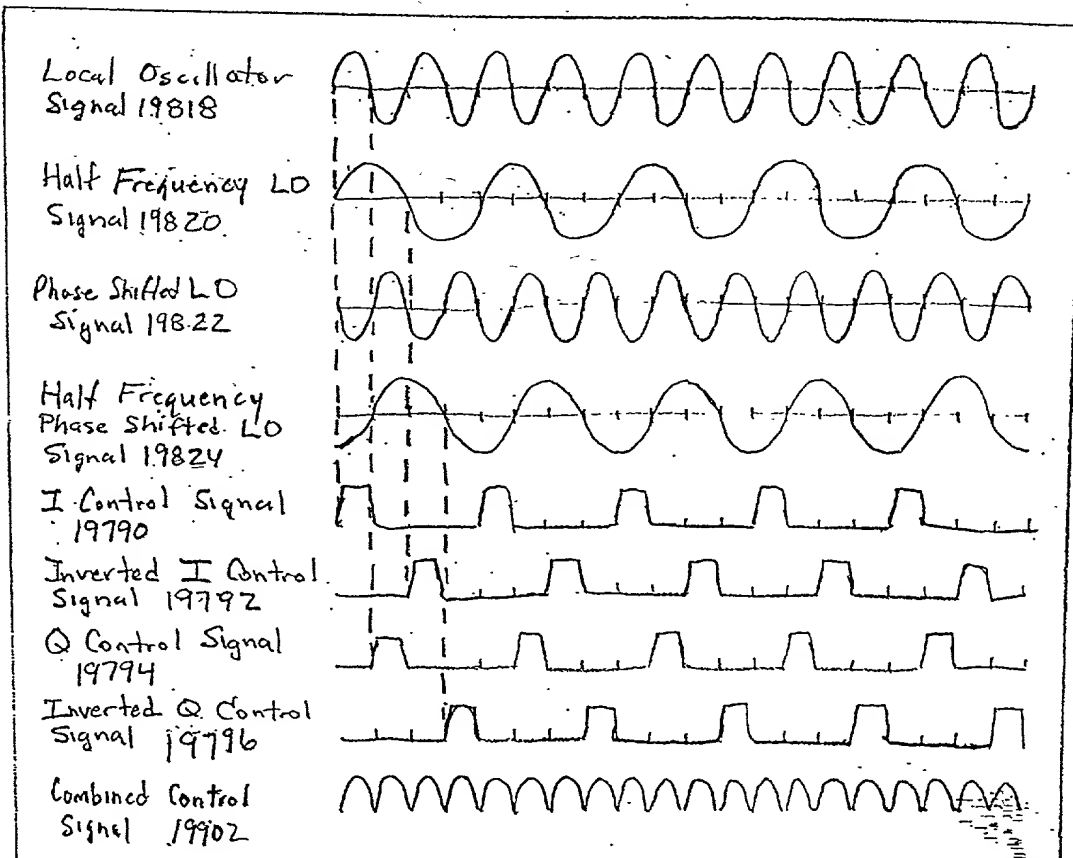 Local Oscillator
Signal 19818
Half Frequency LO
Signal 19820
Phase Shifted LO
Signal 19822
Half Frequency
Phase Shifted LO
Signal 19824
I Control Signal
19790
Inverted I Control
Signal 19792
Q Control Signal
19794
Inverted Q Control
Signal 19796
Combined Control
Signal 19902